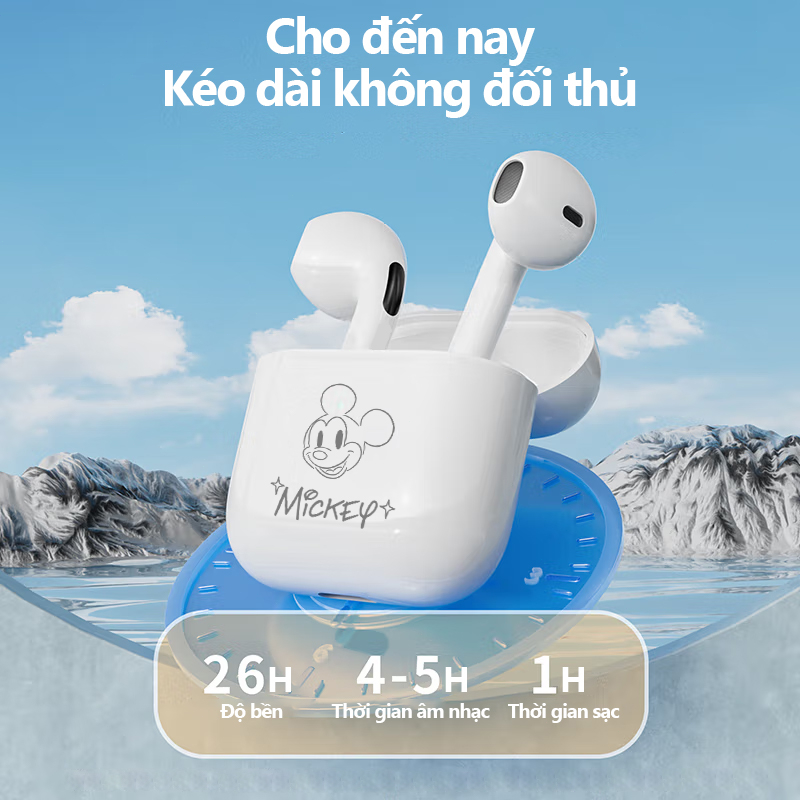 Cho đến nay
Kéo dài không đối thủ
MICKEY
26H 4-5H 1H
Độ bền Thời gian âm nhạc Thời gian sạc